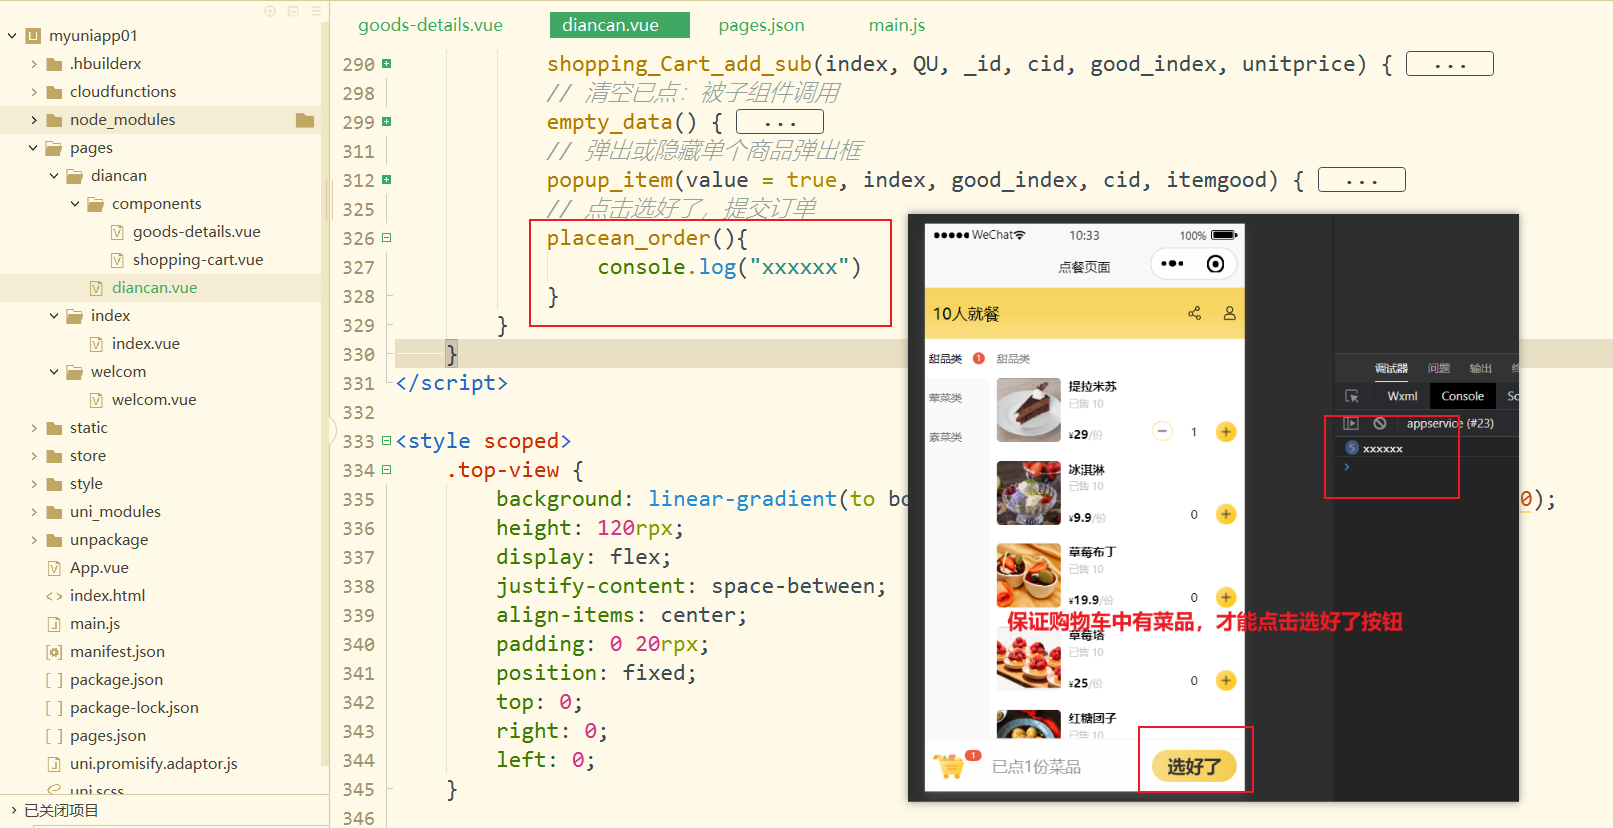 myuniapp01
.hbuilderx
cloudfunctions
node_modules
pages
diancan
components
goods-details.vue
shopping-cart.vue
diancan.vue
index
index.vue
welcom
welcom.vue
static
store
style
uni_modules
unpackage
App.vue
index.html
main.js
manifest.json
package.json
package-lock.json
pages.json
uni.promisify.adaptor.js
uni.scss
已关闭项目
goods-details.vue diancan.vue pages.json main.js
290 shopping_Cart_add_sub(index, QU, _id, cid, good_index, unitprice) { ...
298 // 清空已点: 被子组件调用
299 empty_data() { ...
311 // 弹出或隐藏单个商品弹出框
312 popup_item(value = true, index, good_index, cid, itemgood) { ...
325 // 点击选好了, 提交订单
326 placean_order(){
327 console.log("xxxxxx")
328 }
329 }
330 }
331 </script>
332
333 <style scoped>
334 .top-view {
335 background: linear-gradient(to bo 0);
336 height: 120rpx;
337 display: flex;
338 justify-content: space-between;
339 align-items: center;
340 padding: 0 20rpx;
341 position: fixed;
342 top: 0;
343 right: 0;
344 left: 0;
345 }
346
WeChat 10:33 100%
点餐页面
10人就餐
甜品类 1
荤菜类
素菜类
甜品类
提拉米苏
已售 10
¥29/份 1
冰淇淋
已售 10
¥9.9/份 0
草莓布丁
已售 10
¥19.9/份 0
保证购物车中有菜品，才能点击选好了按钮
草莓塔
已售 10
¥25/份 0
红糖团子
已售 10
1 已点1份菜品 选好了
调试器 问题 输出
Wxml Console So
appservice (#23)
5 xxxxxx